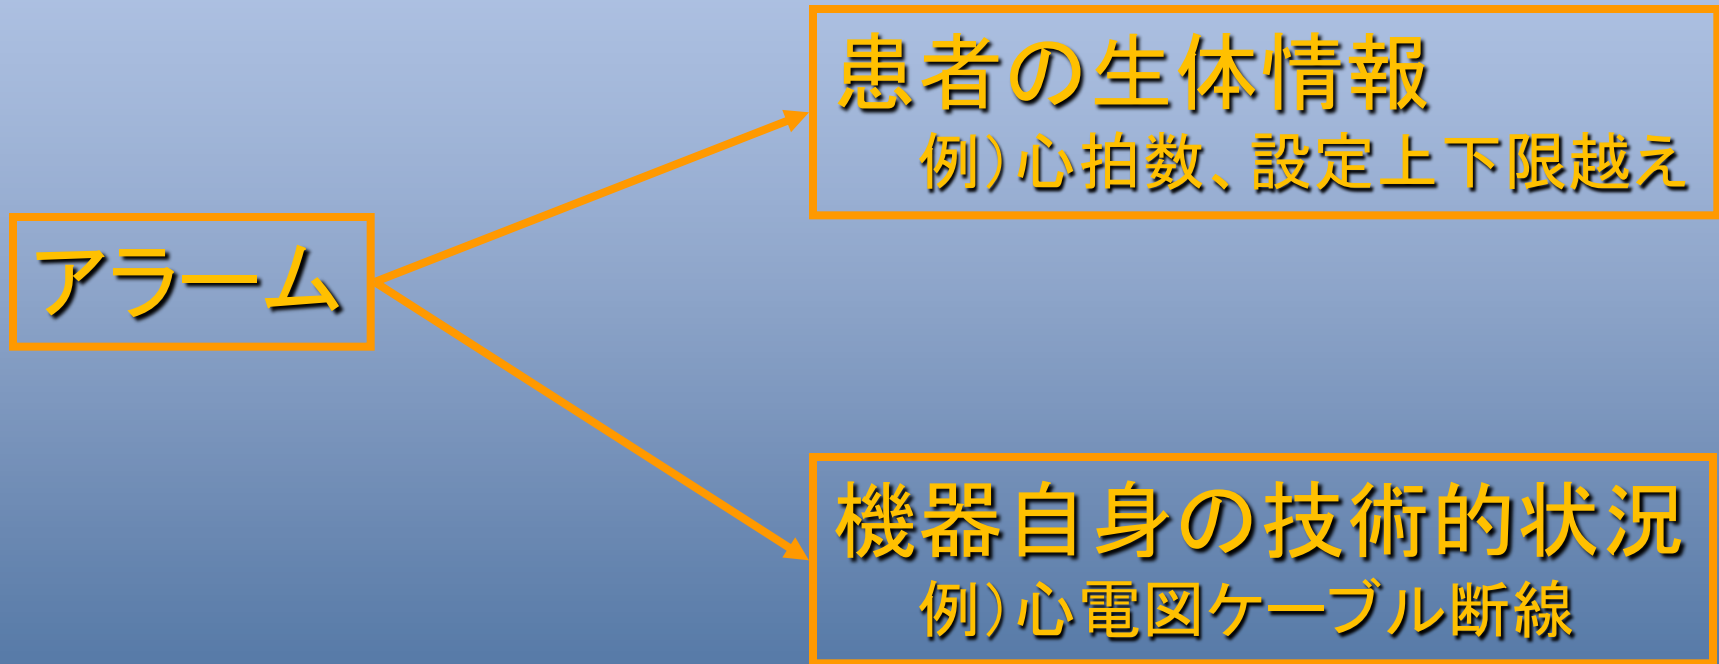 アラーム
患者の生体情報
例）心拍数、設定上下限越え
機器自身の技術的状況
例）心電図ケーブル断線